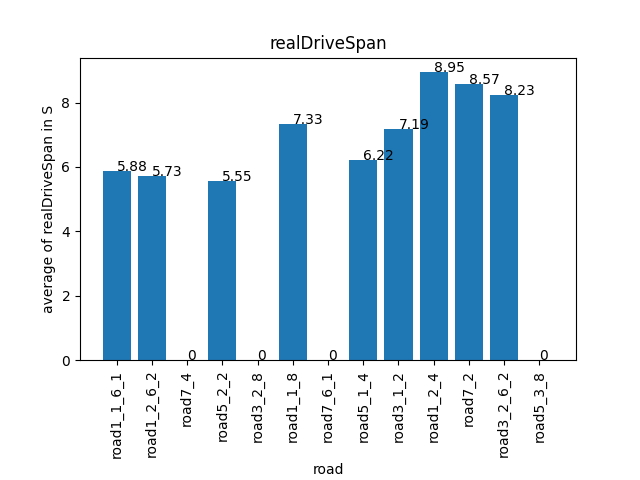 realDriveSpan
average of realDriveSpan in S
8
6
4
2
0
5.88
5.73
0
5.55
0
7.33
0
6.22
7.19
8.95
8.57
8.23
0
road1_1_6_1
road1_2_6_2
road7_4
road5_2_2
road3_2_8
road1_1_8
road7_6_1
road5_1_4
road3_1_2
road1_2_4
road7_2
road3_2_6_2
road5_3_8
road